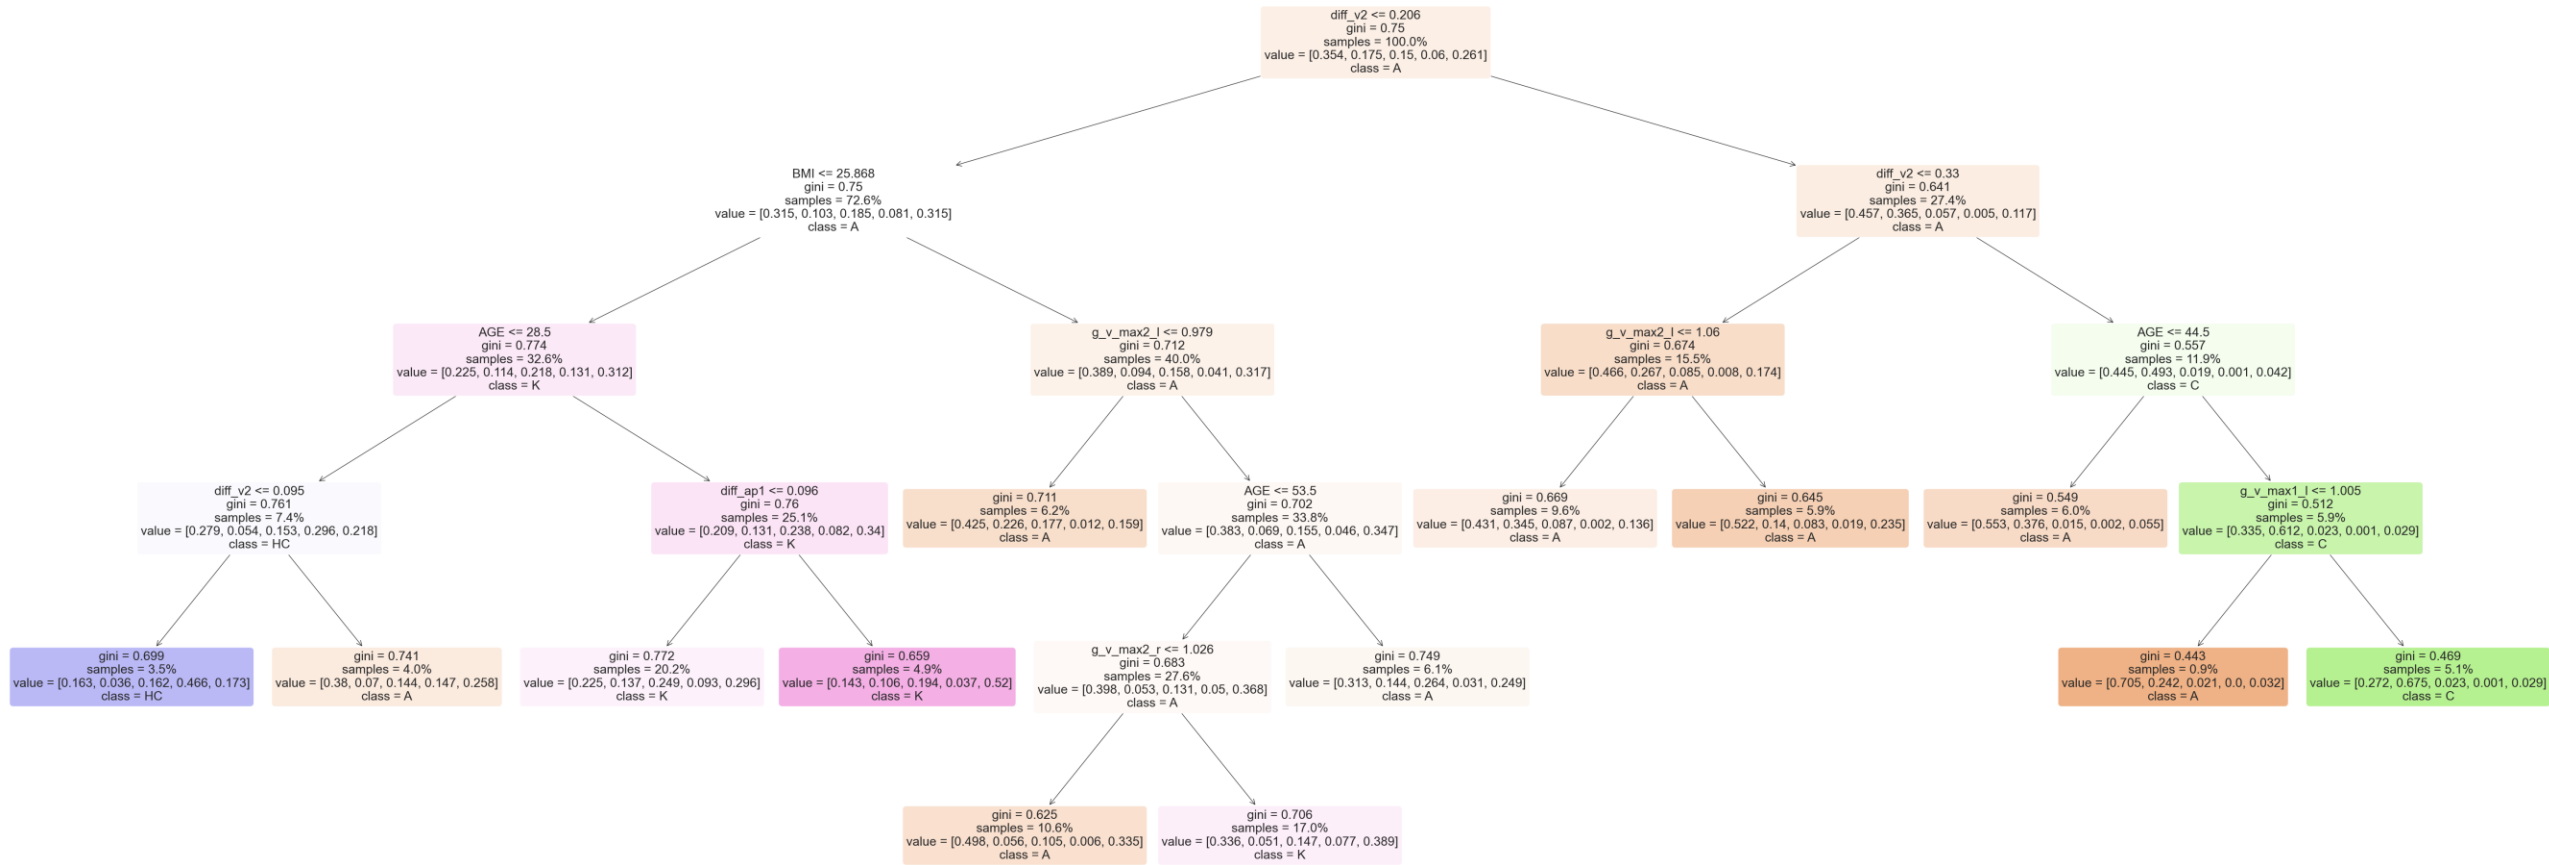 diff_v2 <= 0.206
gini = 0.75
samples = 100.0%
value = [0.354, 0.175, 0.15, 0.06, 0.261]
class = A
BMI <= 25.868
gini = 0.75
samples = 72.6%
value = [0.315, 0.103, 0.185, 0.081, 0.315]
class = A
diff_v2 <= 0.33
gini = 0.641
samples = 27.4%
value = [0.457, 0.365, 0.057, 0.005, 0.117]
class = A
AGE <= 28.5
gini = 0.774
samples = 32.6%
value = [0.225, 0.114, 0.218, 0.131, 0.312]
class = K
g_v_max2_l <= 0.979
gini = 0.712
samples = 40.0%
value = [0.389, 0.094, 0.158, 0.041, 0.317]
class = A
g_v_max2_l <= 1.06
gini = 0.674
samples = 15.5%
value = [0.466, 0.267, 0.085, 0.008, 0.174]
class = A
AGE <= 44.5
gini = 0.557
samples = 11.9%
value = [0.445, 0.493, 0.019, 0.001, 0.042]
class = C
diff_v2 <= 0.095
gini = 0.761
samples = 7.4%
value = [0.279, 0.054, 0.153, 0.296, 0.218]
class = HC
diff_ap1 <= 0.096
gini = 0.76
samples = 25.1%
value = [0.209, 0.131, 0.238, 0.082, 0.34]
class = K
gini = 0.711
samples = 6.2%
value = [0.425, 0.226, 0.177, 0.012, 0.159]
class = A
AGE <= 53.5
gini = 0.702
samples = 33.8%
value = [0.383, 0.069, 0.155, 0.046, 0.347]
class = A
gini = 0.669
samples = 9.6%
value = [0.431, 0.345, 0.087, 0.002, 0.136]
class = A
gini = 0.645
samples = 5.9%
value = [0.522, 0.14, 0.083, 0.019, 0.235]
class = A
gini = 0.549
samples = 6.0%
value = [0.553, 0.376, 0.015, 0.002, 0.055]
class = A
g_v_max1_l <= 1.005
gini = 0.512
samples = 5.9%
value = [0.335, 0.612, 0.023, 0.001, 0.029]
class = C
gini = 0.699
samples = 3.5%
value = [0.163, 0.036, 0.162, 0.466, 0.173]
class = HC
gini = 0.741
samples = 4.0%
value = [0.38, 0.07, 0.144, 0.147, 0.258]
class = A
gini = 0.772
samples = 20.2%
value = [0.225, 0.137, 0.249, 0.093, 0.296]
class = K
gini = 0.659
samples = 4.9%
value = [0.143, 0.106, 0.194, 0.037, 0.52]
class = K
g_v_max2_r <= 1.026
gini = 0.683
samples = 27.6%
value = [0.398, 0.053, 0.131, 0.05, 0.368]
class = A
gini = 0.749
samples = 6.1%
value = [0.313, 0.144, 0.264, 0.031, 0.249]
class = A
gini = 0.443
samples = 0.9%
value = [0.705, 0.242, 0.021, 0.0, 0.032]
class = A
gini = 0.469
samples = 5.1%
value = [0.272, 0.675, 0.023, 0.001, 0.029]
class = C
gini = 0.625
samples = 10.6%
value = [0.498, 0.056, 0.105, 0.006, 0.335]
class = A
gini = 0.706
samples = 17.0%
value = [0.336, 0.051, 0.147, 0.077, 0.389]
class = K